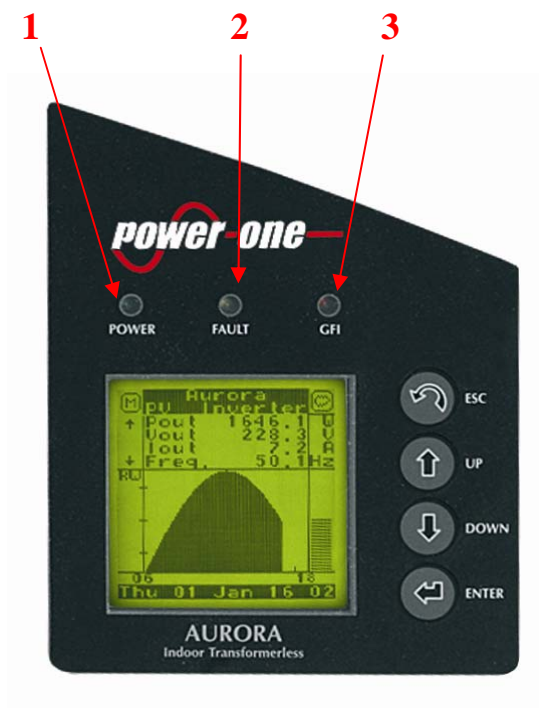 1 2 3
power-one
POWER FAULT GFI
Aurora
M PV Inverter
Pout 1646.1 W
Vout 228.3 V
Iout 7.2 A
Freq. 50.1 Hz
RW
06 18
Thu 01 Jan 16 02
ESC
UP
DOWN
ENTER
AURORA
Indoor Transformerless